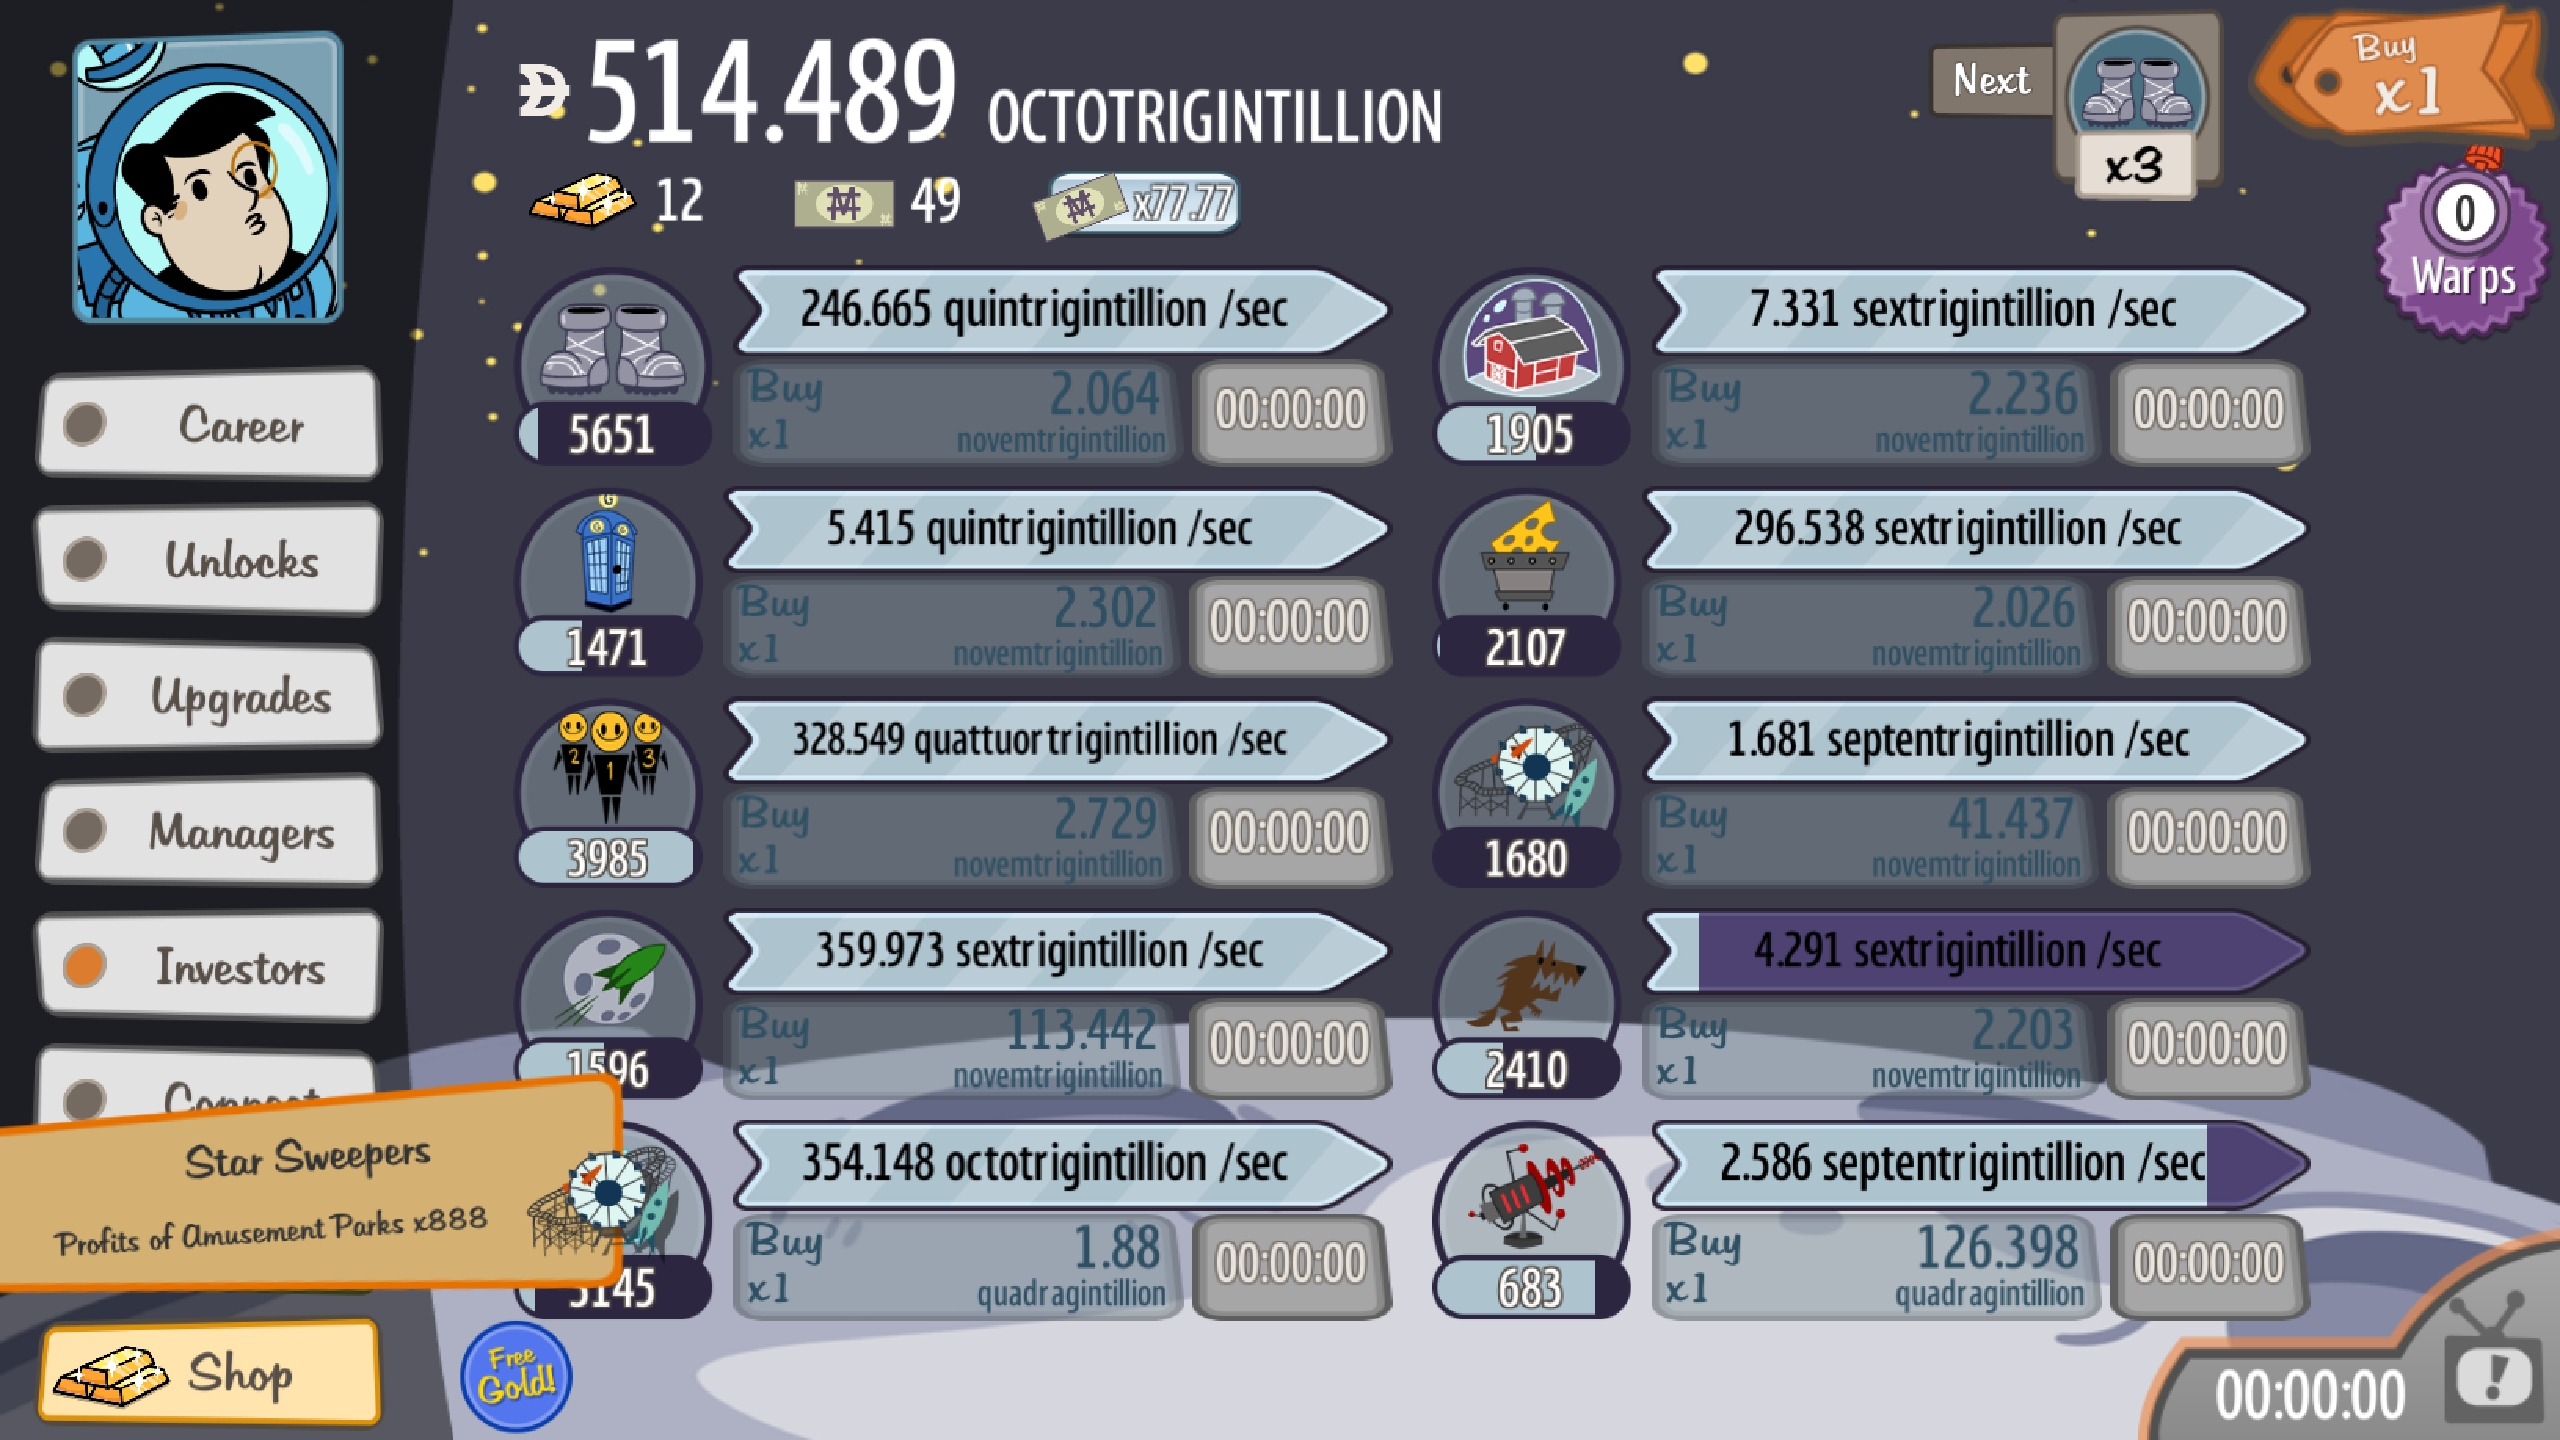 514.489 OCTOTRIGINTILLION
12 49 x77.77
Next
x3
Buy
x1
0
Warps
Career
Unlocks
Upgrades
Managers
Investors
Connect
Star Sweepers
Profits of Amusement Parks x888
Shop
Free
Gold!
246.665 quintrigintillion /sec
5651
Buy 2.064
x1 novemtrigintillion
00:00:00
7.331 sextrigintillion /sec
1905
Buy 2.236
x1 novemtrigintillion
00:00:00
5.415 quintrigintillion /sec
1471
Buy 2.302
x1 novemtrigintillion
00:00:00
296.538 sextrigintillion /sec
2107
Buy 2.026
x1 novemtrigintillion
00:00:00
2 1 3
328.549 quattuortrigintillion /sec
3985
Buy 2.729
x1 novemtrigintillion
00:00:00
1.681 septentrigintillion /sec
1680
Buy 41.437
x1 novemtrigintillion
00:00:00
359.973 sextrigintillion /sec
1596
Buy 113.442
x1 novemtrigintillion
00:00:00
4.291 sextrigintillion /sec
2410
Buy 2.203
x1 novemtrigintillion
00:00:00
354.148 octotrigintillion /sec
5145
Buy 1.88
x1 quadragintillion
00:00:00
2.586 septentrigintillion /sec
683
Buy 126.398
x1 quadragintillion
00:00:00
00:00:00
!